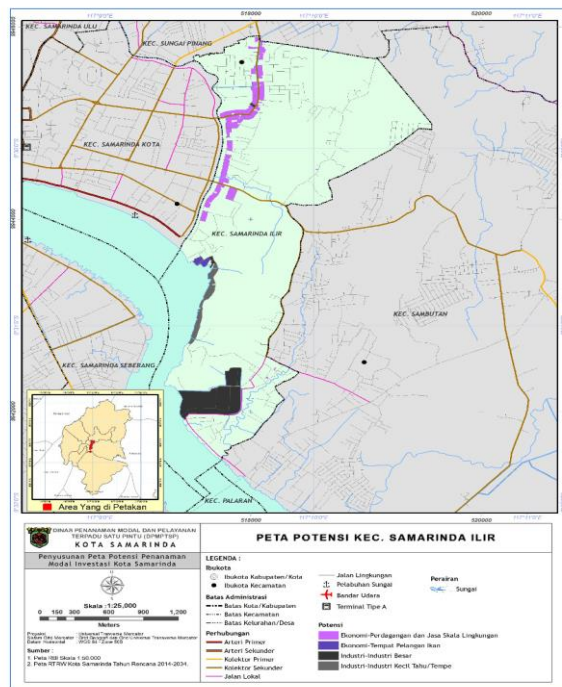 518000
520000
KEC. SAMARINDA ULU
KEC. SUNGAI PINANG
KEC. SAMARINDA KOTA
KEC. SAMARINDA ILIR
KEC. SAMBUTAN
KEC. SAMARINDA SEBERANG
KEC. PALARAN
Area Yang di Petakan
518000
520000
DINAS PENANAMAN MODAL DAN PELAYAN
TERPADU SATU PINTU (DPMPTSP)
KOTA SAMARINDA
Penyusunan Peta Potensi Penanaman
Modal Investasi Kota Samarinda
Skala :1:25,000
0 150 300 600 900 1,200
Meters
Sumber :
1. Peta RBI Skala 1:50.000
2. Peta RTRW Kota Samarinda Tahun Rencana 2014-2034.
PETA POTENSI KEC. SAMARINDA ILIR
LEGENDA :
Ibukota
Ibukota Kabupaten/Kota
Ibukota Kecamatan
Batas Administrasi
Batas Kota/Kabupaten
Batas Kecamatan
Batas Kelurahan/Desa
Perhubungan
Arteri Primer
Arteri Sekunder
Kolektor Primer
Kolektor Sekunder
Jalan Lokal
Jalan Lingkungan
Pelabuhan Sungai
Bandar Udara
Terminal Tipe A
Perairan
Sungai
Potensi
Ekonomi-Perdagangan dan Jasa Skala Lingkungan
Ekonomi-Tempat Pelangan Ikan
Industri-Industri Besar
Industri-Industri Kecil Tahu/Tempe